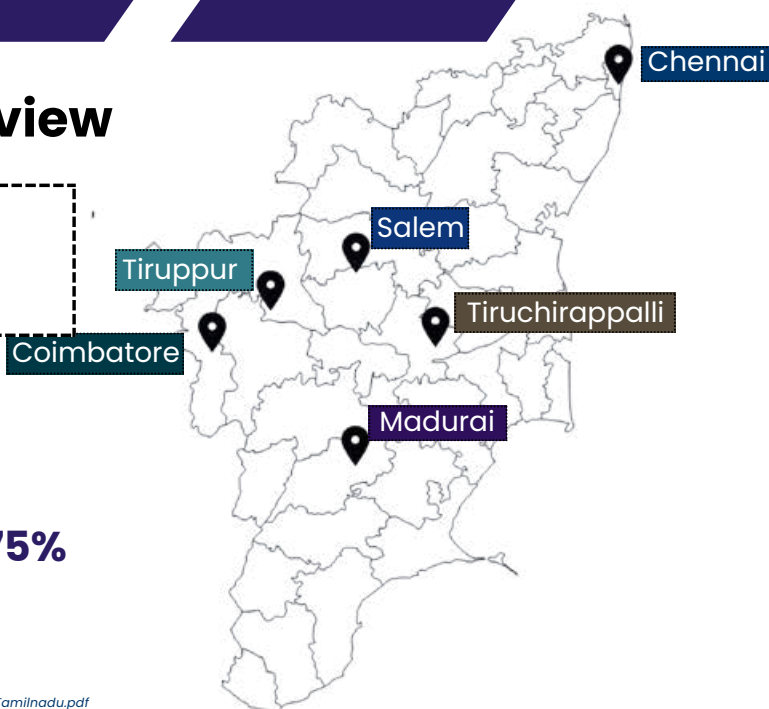 Chennai
view
Salem
Tiruppur
Tiruchirappalli
Coimbatore
Madurai
75%
Tamilnadu.pdf